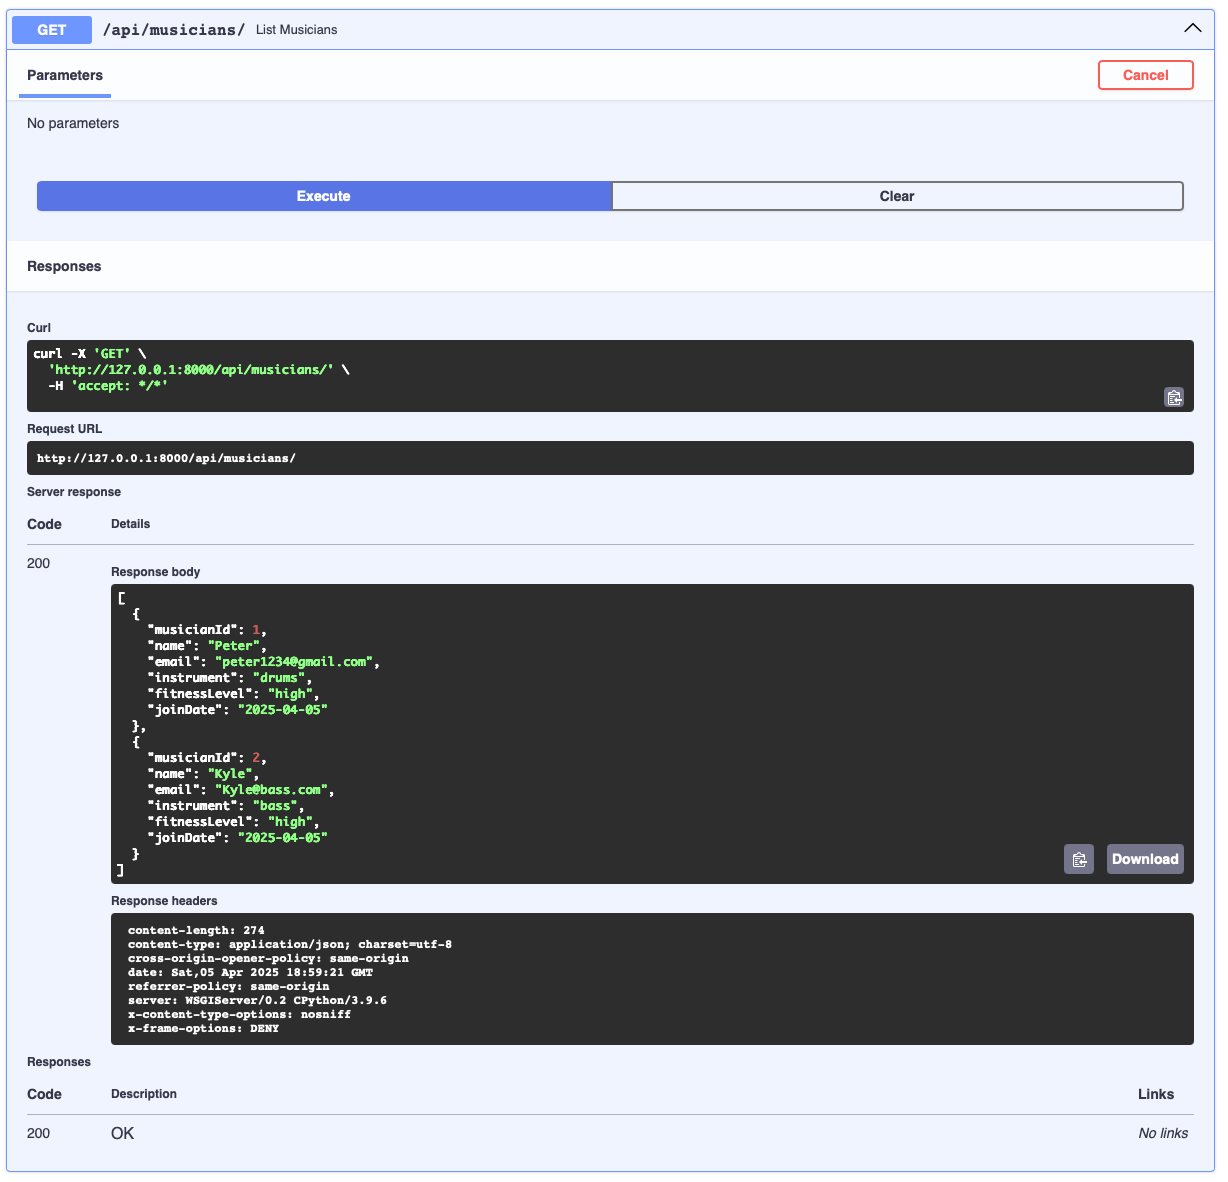 GET /api/musicians/ List Musicians
Parameters
Cancel
No parameters
Execute
Clear
Responses
Curl
curl -X 'GET' \
  'http://127.0.0.1:8000/api/musicians/' \
  -H 'accept: */*'
Request URL
http://127.0.0.1:8000/api/musicians/
Server response
Code Details
200
Response body
[
  {
    "musicianId": 1,
    "name": "Peter",
    "email": "peter1234@gmail.com",
    "instrument": "drums",
    "fitnessLevel": "high",
    "joinDate": "2025-04-05"
  },
  {
    "musicianId": 2,
    "name": "Kyle",
    "email": "Kyle@bass.com",
    "instrument": "bass",
    "fitnessLevel": "high",
    "joinDate": "2025-04-05"
  }
]
Download
Response headers
content-length: 274
content-type: application/json; charset=utf-8
cross-origin-opener-policy: same-origin
date: Sat,05 Apr 2025 18:59:21 GMT
referrer-policy: same-origin
server: WSGIServer/0.2 CPython/3.9.6
x-content-type-options: nosniff
x-frame-options: DENY
Responses
Code Description Links
200 OK No links